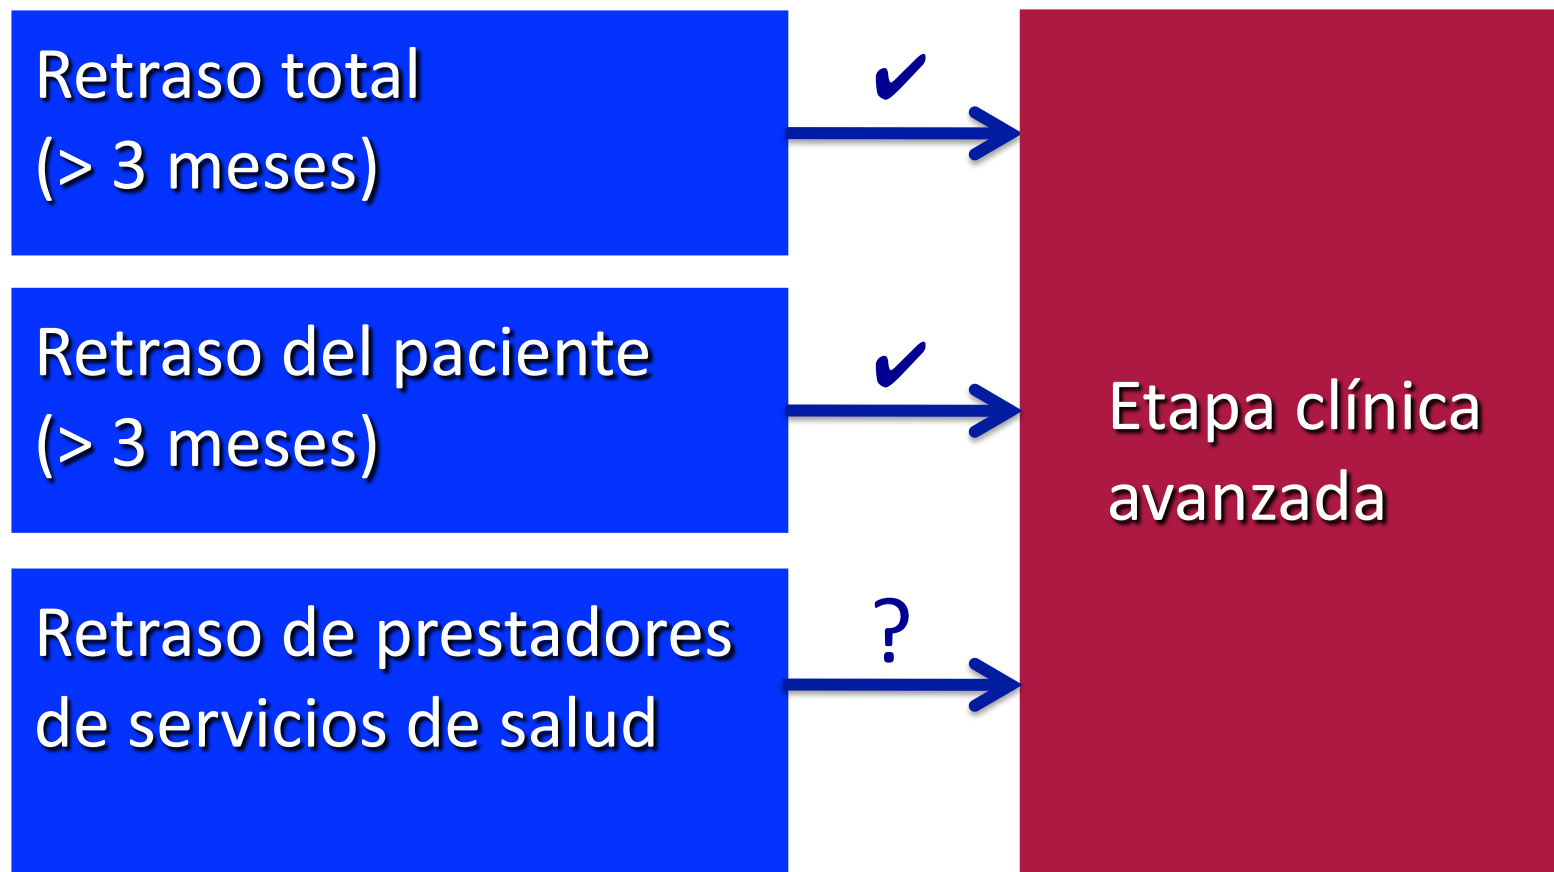 Retraso total
(> 3 meses)
✔
Retraso del paciente
(> 3 meses)
✔
Retraso de prestadores
de servicios de salud
?
Etapa clínica
avanzada